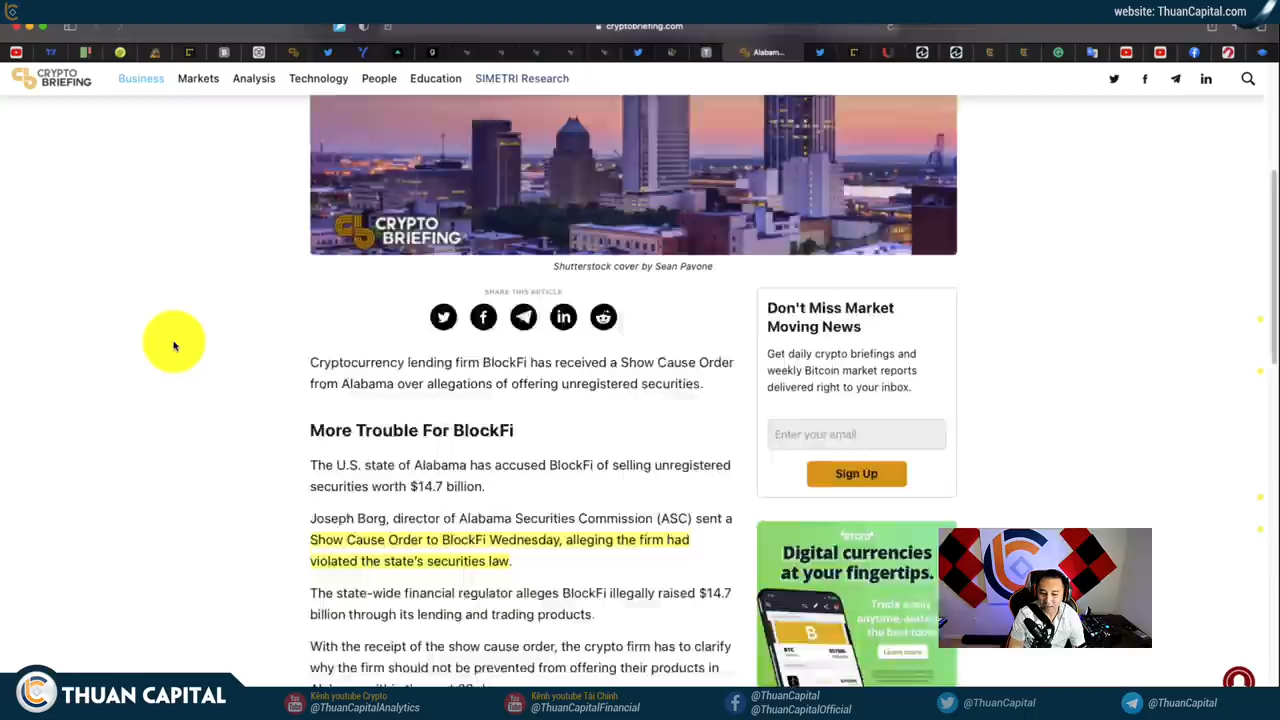 website: ThuanCapital.com
cryptobriefing.com
Alabam...
CRYPTO
BRIEFING
Business Markets Analysis Technology People Education SIMETRI Research
CRYPTO
BRIEFING
Shutterstock cover by Sean Pavone
SHARE THIS ARTICLE
Cryptocurrency lending firm BlockFi has received a Show Cause Order
from Alabama over allegations of offering unregistered securities.
More Trouble For BlockFi
The U.S. state of Alabama has accused BlockFi of selling unregistered
securities worth $14.7 billion.
Joseph Borg, director of Alabama Securities Commission (ASC) sent a
Show Cause Order to BlockFi Wednesday, alleging the firm had
violated the state's securities law.
The state-wide financial regulator alleges BlockFi illegally raised $14.7
billion through its lending and trading products.
With the receipt of the show cause order, the crypto firm has to clarify
why the firm should not be prevented from offering their products in
Don't Miss Market
Moving News
Get daily crypto briefings and
weekly Bitcoin market reports
delivered right to your inbox.
Enter your email
Sign Up
Digital currencies
at your fingertips.
Learn more
THUAN CAPITAL
Kênh youtube Crypto
@ThuanCapitalAnalytics
Kênh youtube Tài Chính
@ThuanCapitalFinancial
@ThuanCapital
@ThuanCapitalOfficial
@ThuanCapital
@ThuanCapital